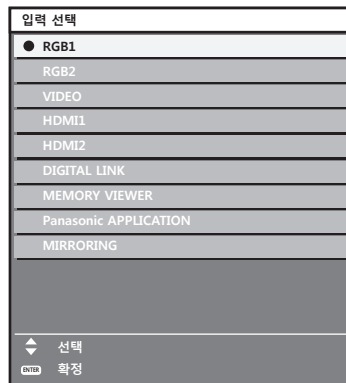 입력 선택
RGB1
RGB2
VIDEO
HDMI1
HDMI2
DIGITAL LINK
MEMORY VIEWER
Panasonic APPLICATION
MIRRORING
선택
ENTER 확정